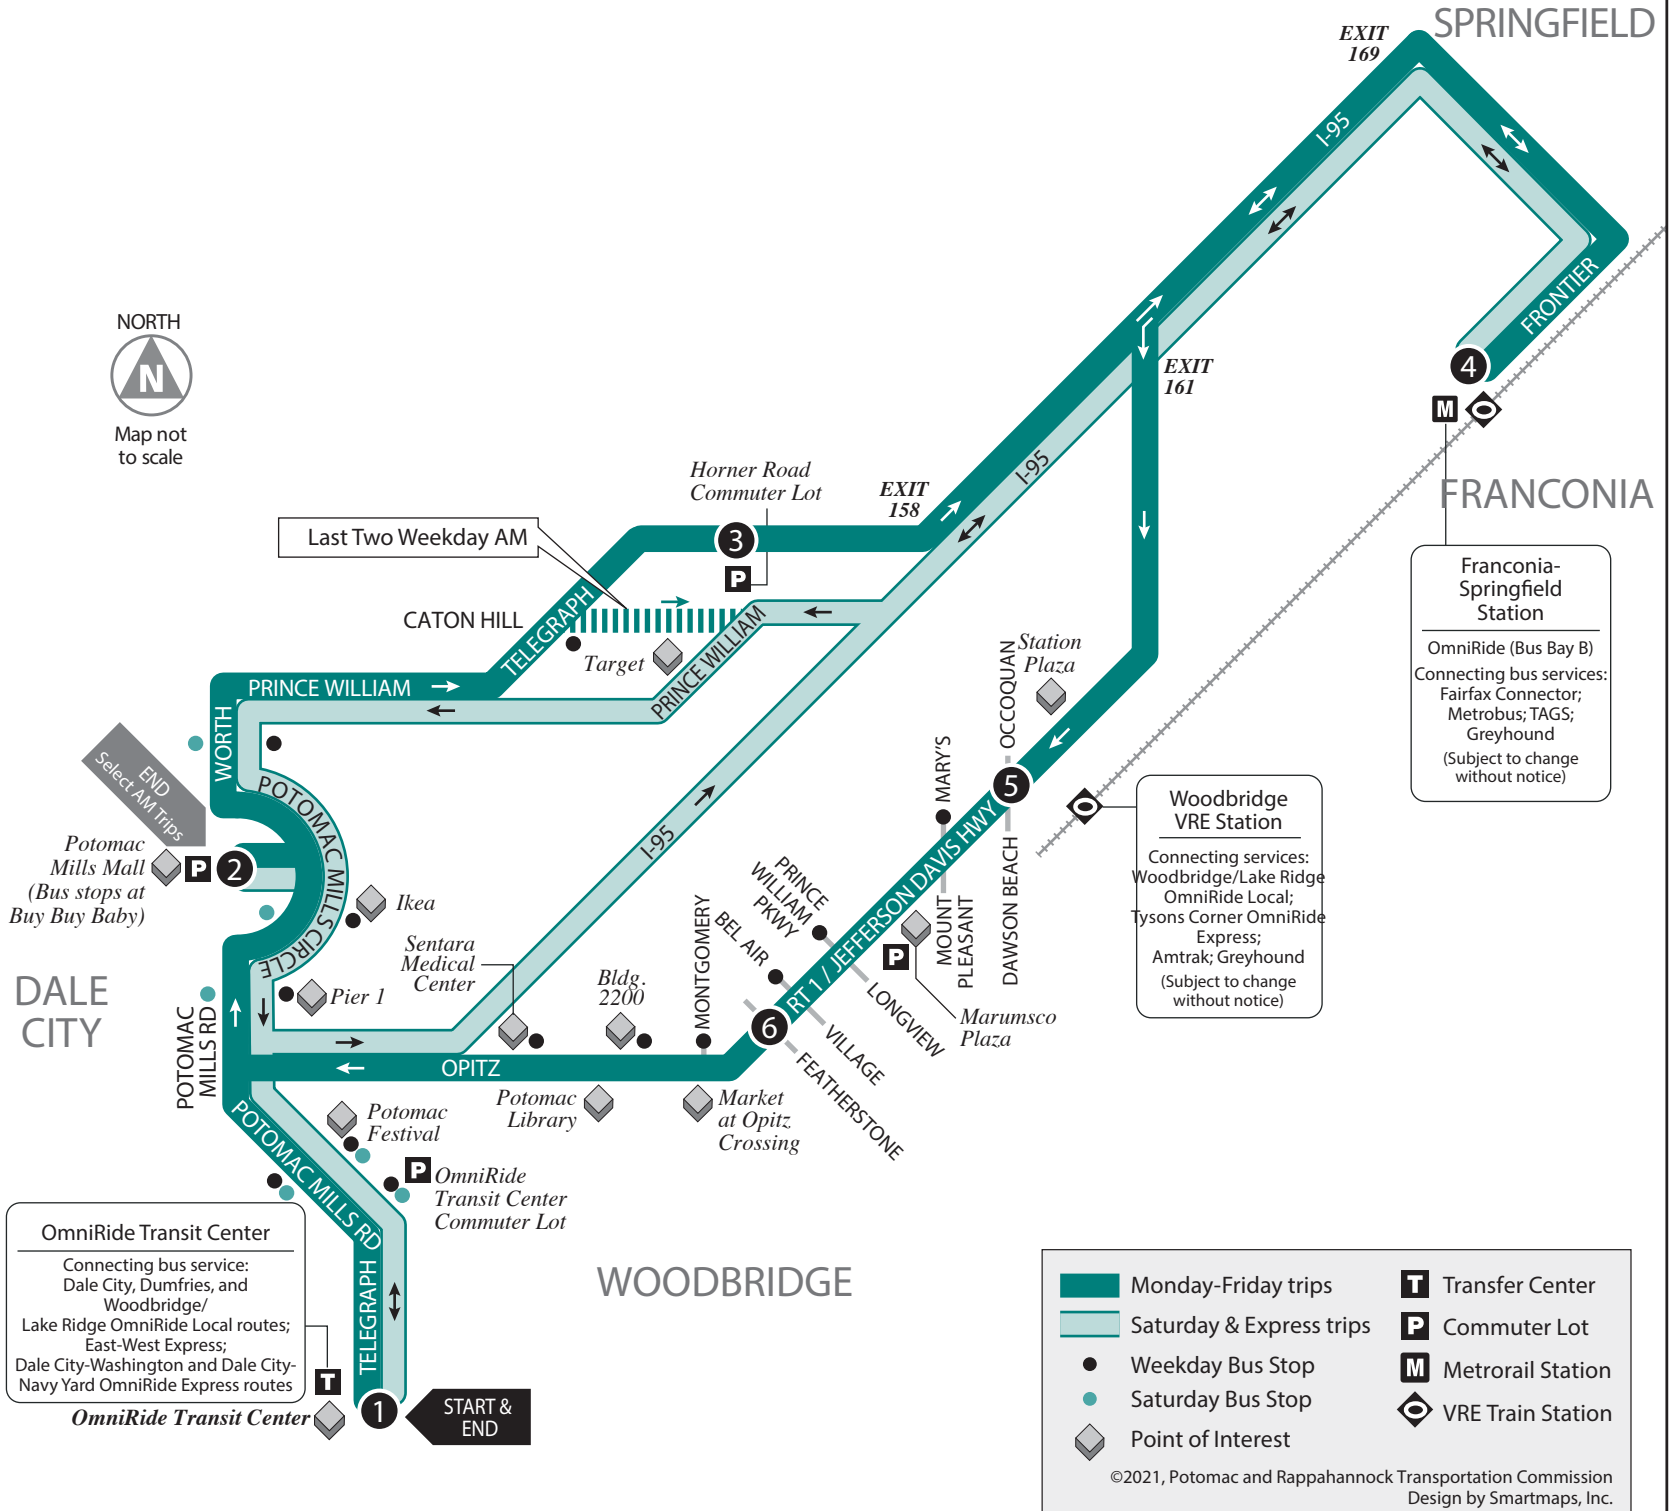 SPRINGFIELD
EXIT
169
I-95
FRONTIER
4
M
NORTH
N
Map not
to scale
EXIT
161
FRANCONIA
Horner Road
Commuter Lot
EXIT
158
I-95
Last Two Weekday AM
3
P
CATON HILL
TELEGRAPH
Target
PRINCE WILLIAM
PRINCE WILLIAM
WORTH
END
Select AM Trips
POTOMAC MILLS CIRCLE
Potomac
Mills Mall
(Bus stops at
Buy Buy Baby)
P
2
Ikea
Pier 1
DALE
CITY
POTOMAC
MILLS RD
Sentara
Medical
Center
Bldg.
2200
I-95
MONTGOMERY
BEL AIR
PRINCE
WILLIAM
PKWY
MARY'S
OCCOQUAN
Station
Plaza
5
RT 1 / JEFFERSON DAVIS HWY
P
MOUNT
PLEASANT
DAWSON BEACH
Marumsco
Plaza
LONGVIEW
VILLAGE
FEATHERSTONE
6
OPITZ
Potomac
Library
Market
at Opitz
Crossing
Franconia-
Springfield
Station
OmniRide (Bus Bay B)
Connecting bus services:
Fairfax Connector;
Metrobus; TAGS;
Greyhound
(Subject to change
without notice)
Woodbridge
VRE Station
Connecting services:
Woodbridge/Lake Ridge
OmniRide Local;
Tysons Corner OmniRide
Express;
Amtrak; Greyhound
(Subject to change
without notice)
Potomac
Festival
P
OmniRide
Transit Center
Commuter Lot
POTOMAC MILLS RD
TELEGRAPH
OmniRide Transit Center
Connecting bus service:
Dale City, Dumfries, and
Woodbridge/
Lake Ridge OmniRide Local routes;
East-West Express;
Dale City-Washington and Dale City-
Navy Yard OmniRide Express routes
T
OmniRide Transit Center
1
START &
END
WOODBRIDGE
Monday-Friday trips
Saturday & Express trips
Weekday Bus Stop
Saturday Bus Stop
Point of Interest
T Transfer Center
P Commuter Lot
M Metrorail Station
VRE Train Station
©2021, Potomac and Rappahannock Transportation Commission
Design by Smartmaps, Inc.